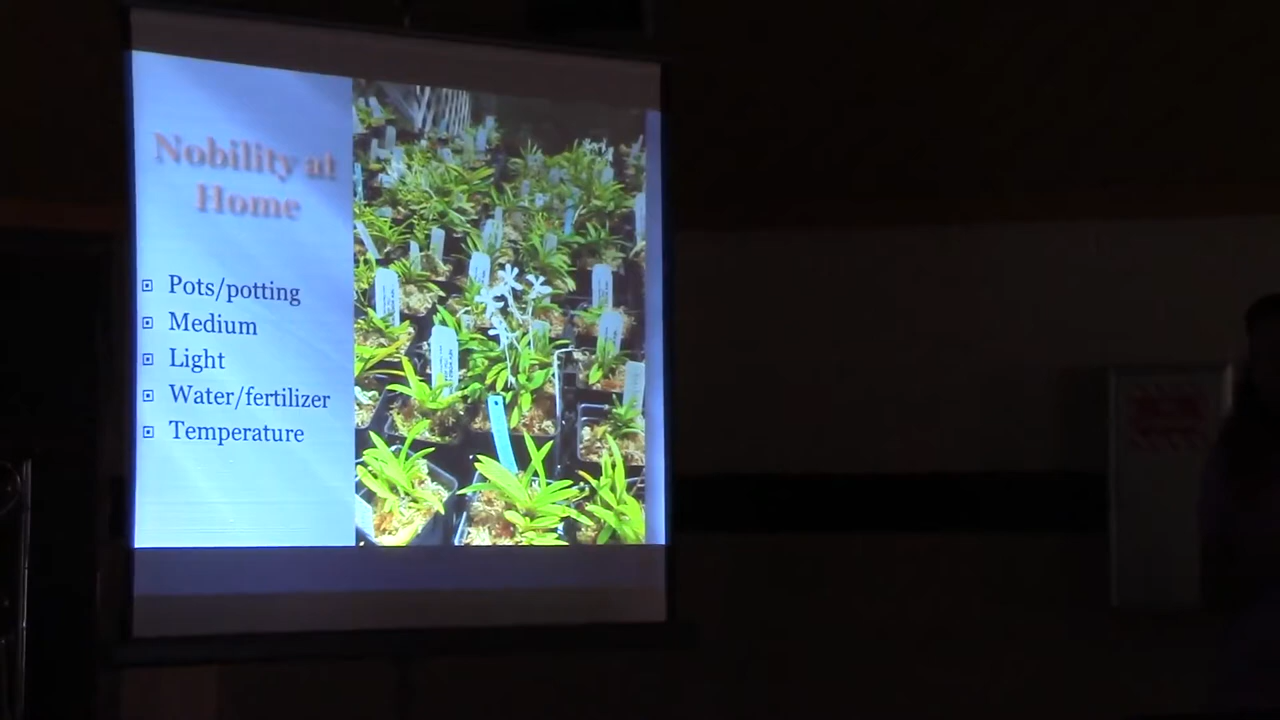 Nobility at
Home
Pots/potting
Medium
Light
Water/fertilizer
Temperature